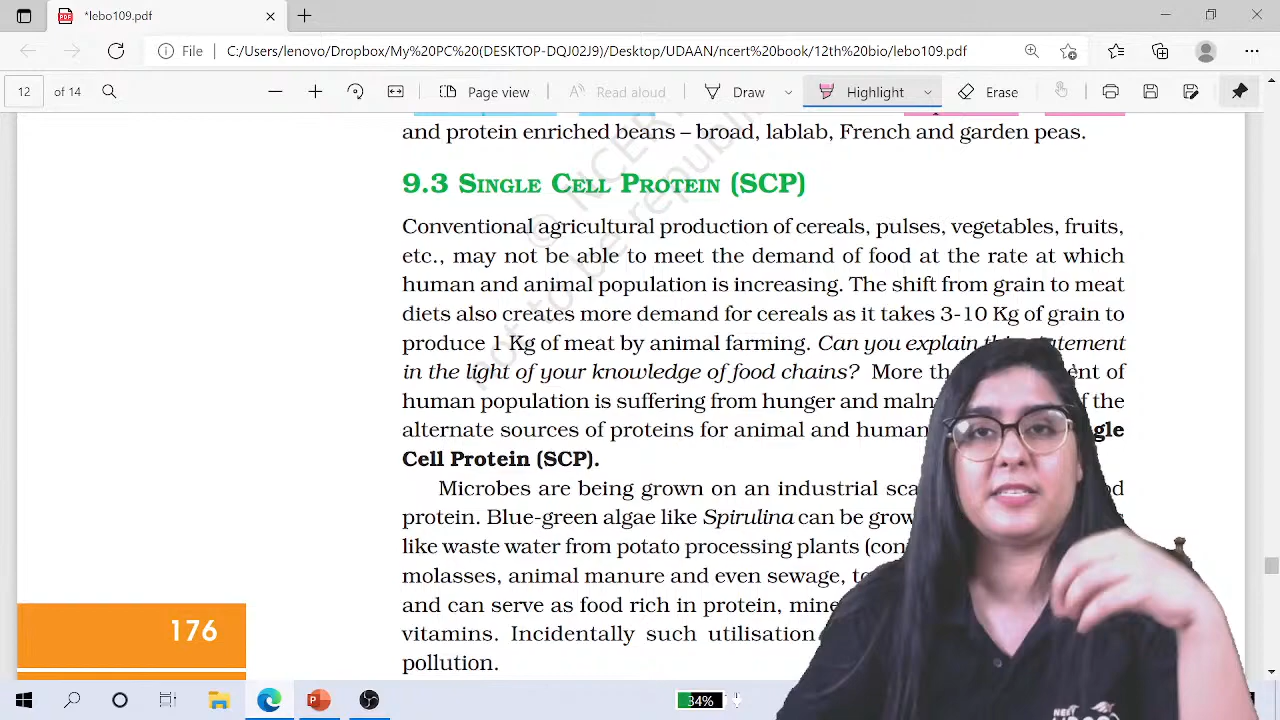 *lebo109.pdf
File C:/Users/lenovo/Dropbox/My%20PC%20(DESKTOP-DQJ02J9)/Desktop/UDAAN/ncert%20book/12th%20bio/lebo109.pdf
12 of 14 Page view Read aloud Draw Highlight Erase
and protein enriched beans – broad, lablab, French and garden peas.
9.3 SINGLE CELL PROTEIN (SCP)
Conventional agricultural production of cereals, pulses, vegetables, fruits,
etc., may not be able to meet the demand of food at the rate at which
human and animal population is increasing. The shift from grain to meat
diets also creates more demand for cereals as it takes 3-10 Kg of grain to
produce 1 Kg of meat by animal farming. Can you explain statement
in the light of your knowledge of food chains? More of
human population is suffering from hunger and the
alternate sources of proteins for animal and human
Cell Protein (SCP).
Microbes are being grown on an industrial
protein. Blue-green algae like Spirulina can be
like waste water from potato processing plants
molasses, animal manure and even sewage,
and can serve as food rich in protein,
vitamins. Incidentally such utilisation
pollution.
176
34%
NEET